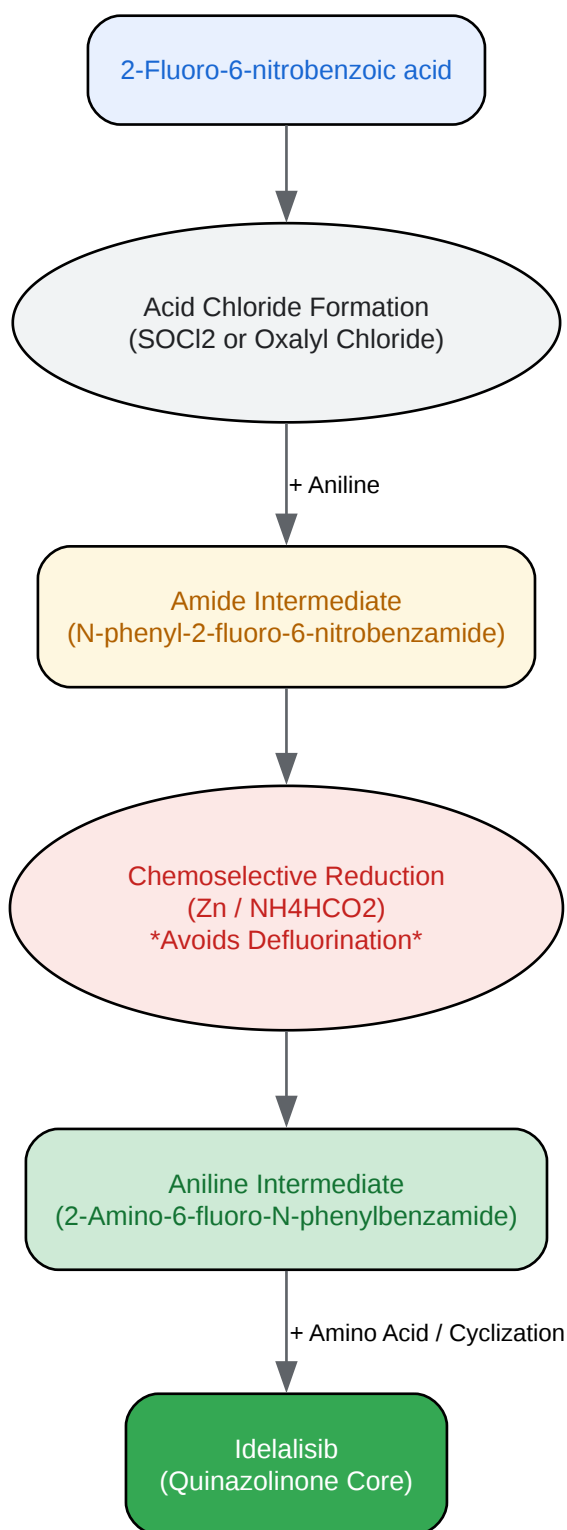 2-Fluoro-6-nitrobenzoic acid
Acid Chloride Formation
(SOCl2 or Oxalyl Chloride)
+ Aniline
Amide Intermediate
(N-phenyl-2-fluoro-6-nitrobenzamide)
Chemoselective Reduction
(Zn / NH4HCO2)
*Avoids Defluorination*
Aniline Intermediate
(2-Amino-6-fluoro-N-phenylbenzamide)
+ Amino Acid / Cyclization
Idelalisib
(Quinazolinone Core)